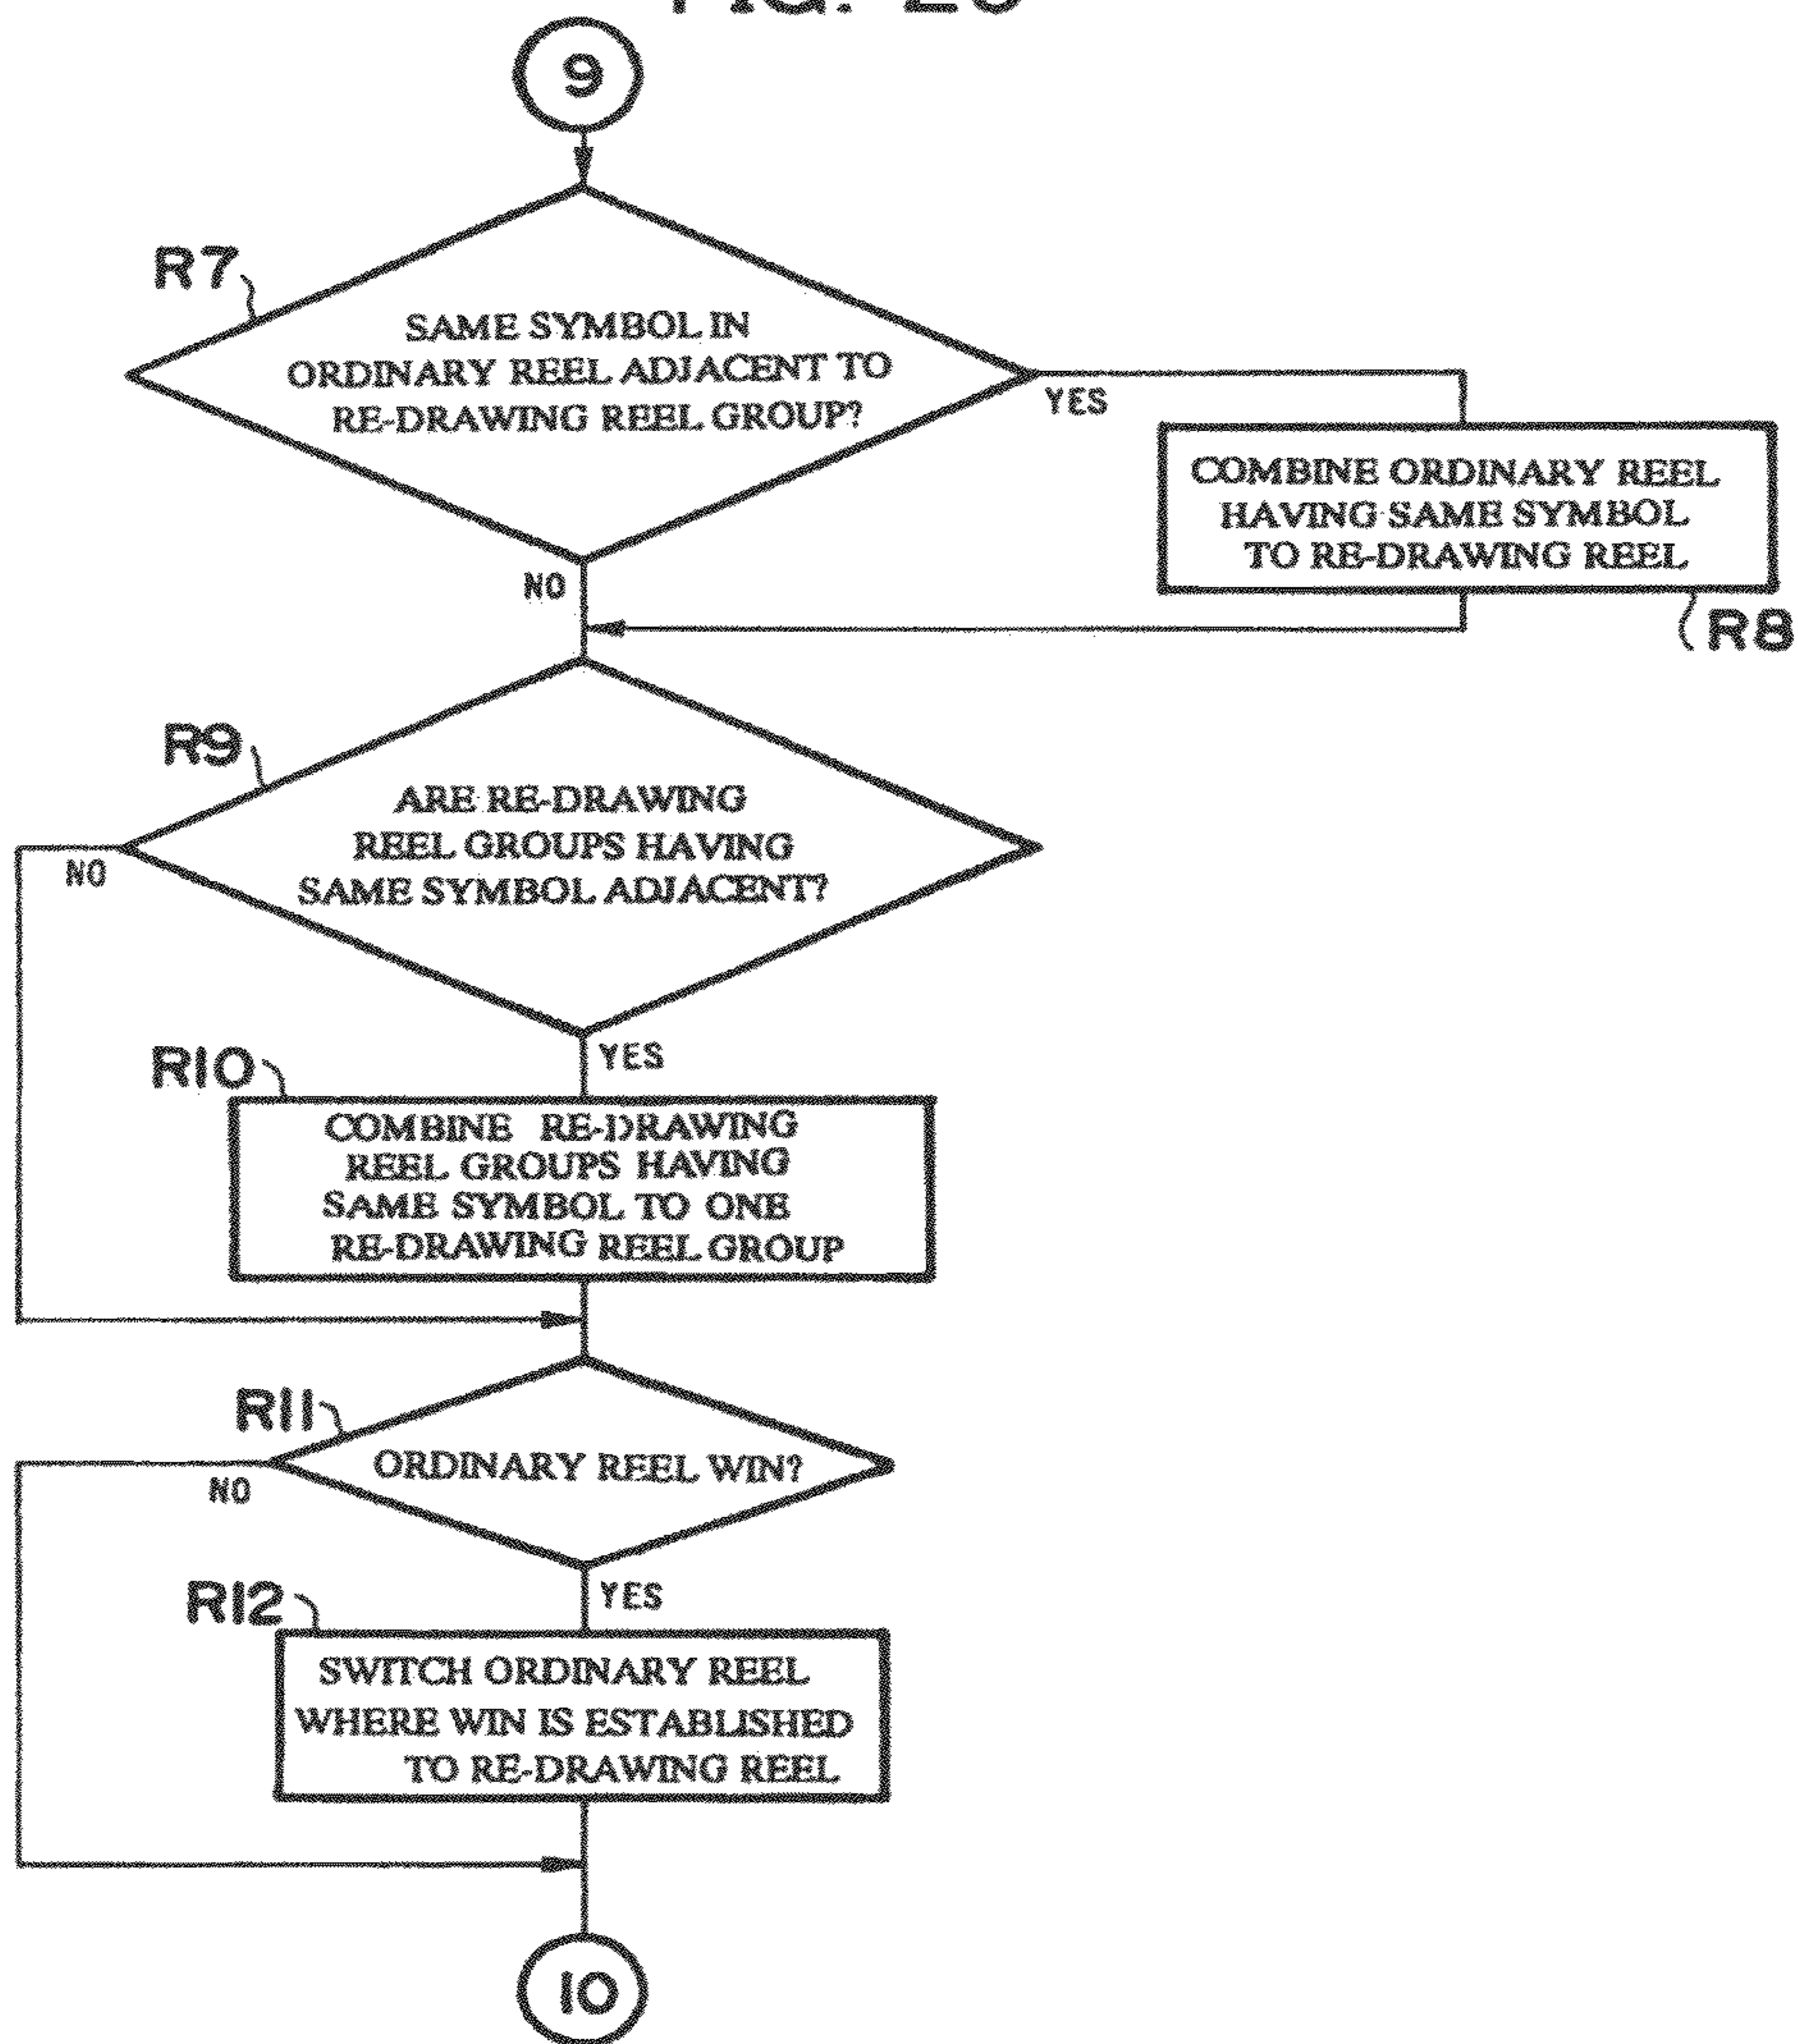 9
R7
SAME SYMBOL IN
ORDINARY REEL ADJACENT TO
RE-DRAWING REEL GROUP?
YES
COMBINE ORDINARY REEL
HAVING SAME SYMBOL
TO RE-DRAWING REEL
R8
NO
R9
ARE RE-DRAWING
REEL GROUPS HAVING
SAME SYMBOL ADJACENT?
NO
YES
R10
COMBINE RE-DRAWING
REEL GROUPS HAVING
SAME SYMBOL TO ONE
RE-DRAWING REEL GROUP
R11
ORDINARY REEL WIN?
NO
YES
R12
SWITCH ORDINARY REEL
WHERE WIN IS ESTABLISHED
TO RE-DRAWING REEL
10